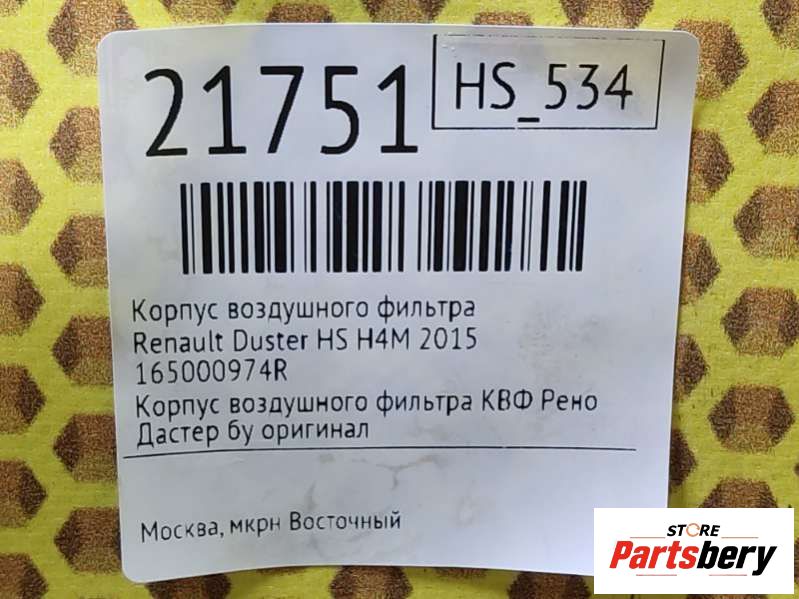 21751
HS_534
Корпус воздушного фильтра
Renault Duster HS H4M 2015
165000974R
Корпус воздушного фильтра КВФ Рено
Дастер бу оригинал
Москва, мкрн Восточный
STORE
Partsbery